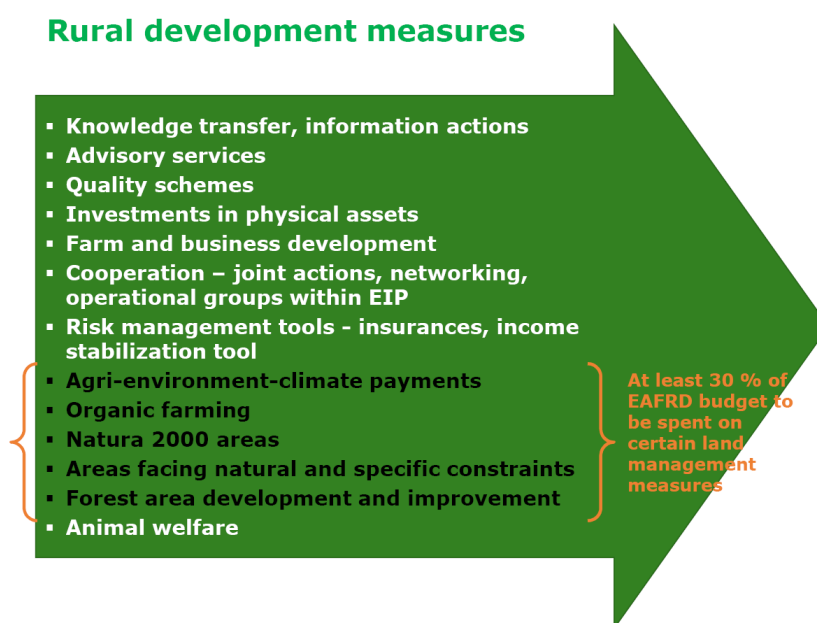 Rural development measures
▪ Knowledge transfer, information actions
▪ Advisory services
▪ Quality schemes
▪ Investments in physical assets
▪ Farm and business development
▪ Cooperation – joint actions, networking,
operational groups within EIP
▪ Risk management tools - insurances, income
stabilization tool
▪ Agri-environment-climate payments
▪ Organic farming
▪ Natura 2000 areas
▪ Areas facing natural and specific constraints
▪ Forest area development and improvement
▪ Animal welfare
At least 30 % of
EAFRD budget to
be spent on
certain land
management
measures